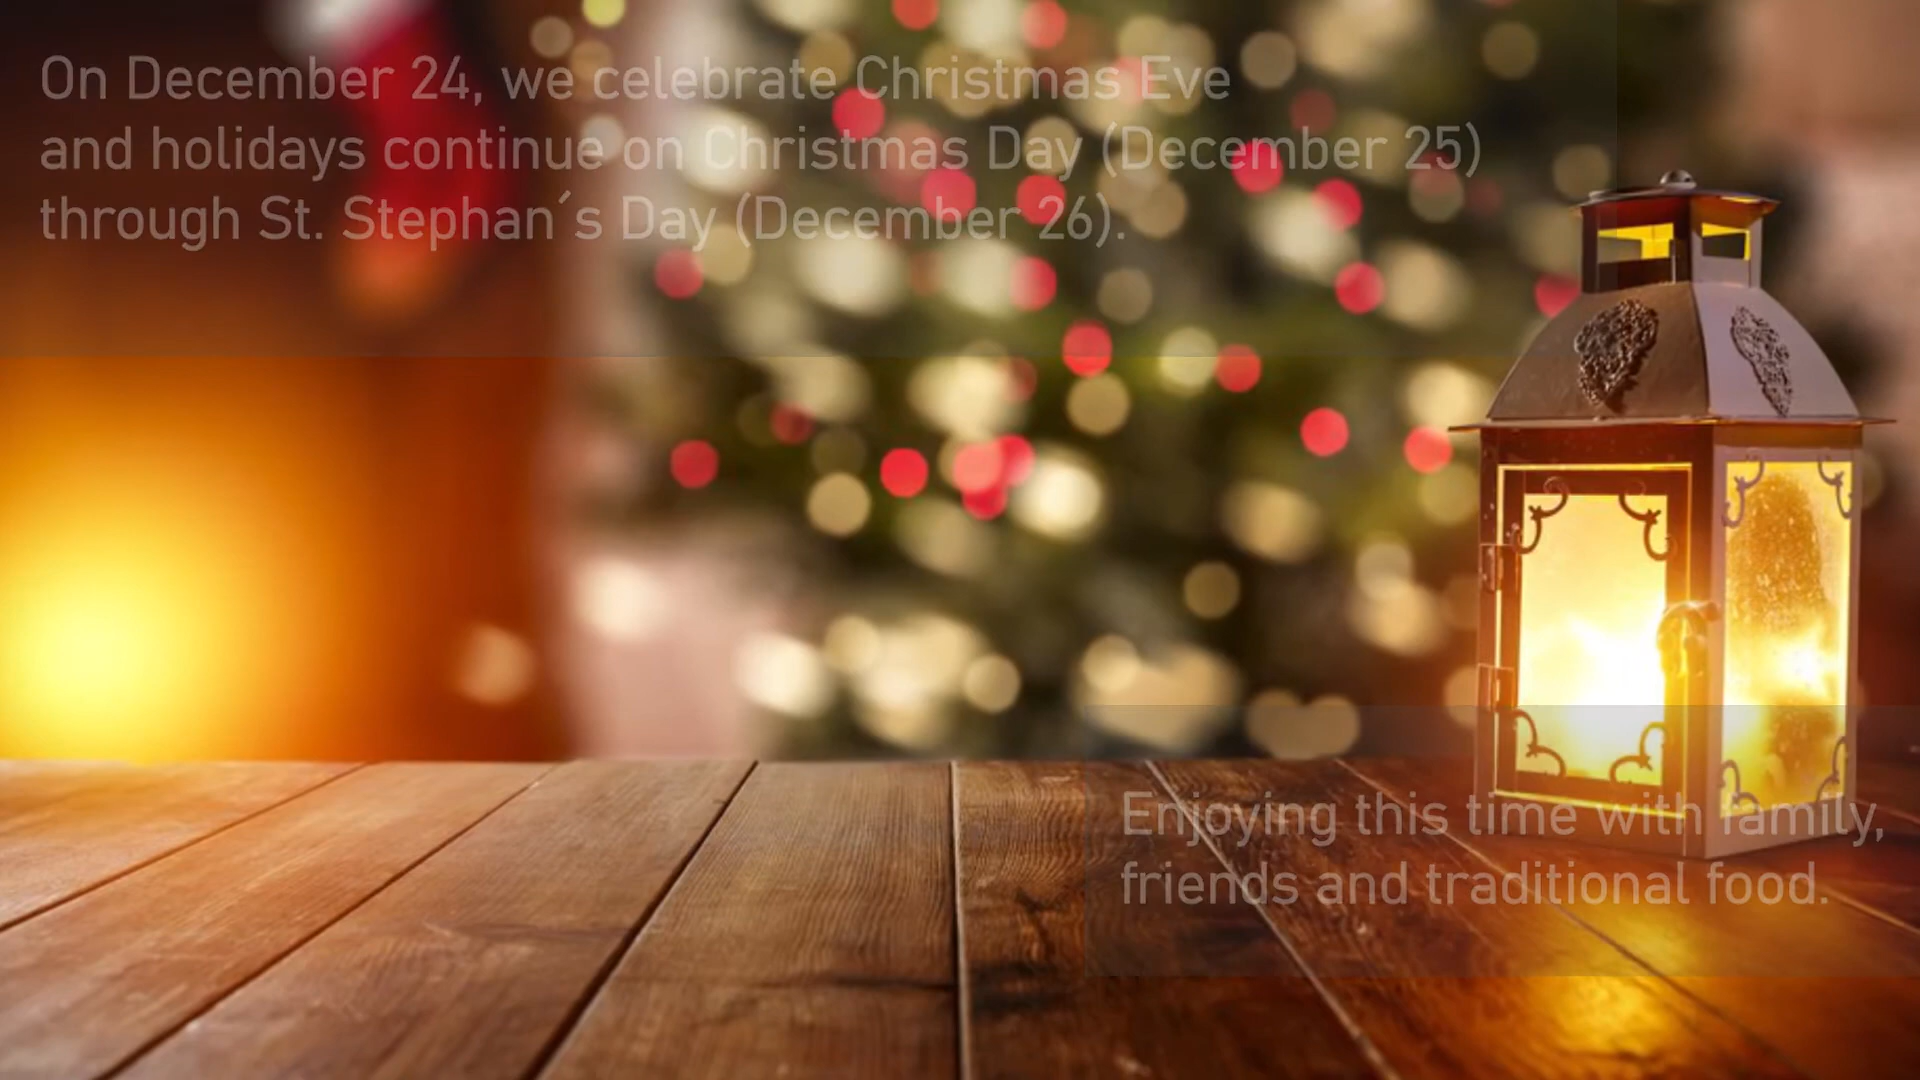 On December 24, we celebrate Christmas Eve
and holidays continue on Christmas Day (December 25)
through St. Stephan´s Day (December 26).
Enjoying this time with family,
friends and traditional food.